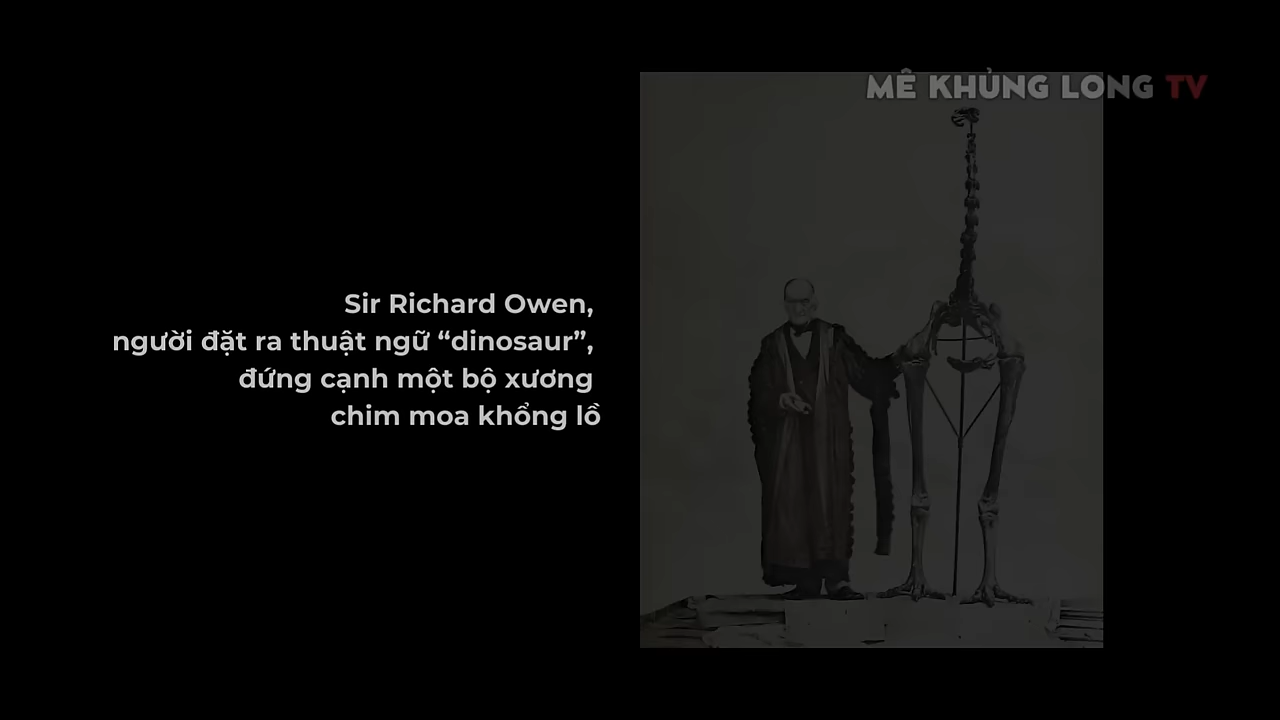 MÊ KHỦNG LONG TV
Sir Richard Owen,
người đặt ra thuật ngữ “dinosaur”,
đứng cạnh một bộ xương
chim moa khổng lồ